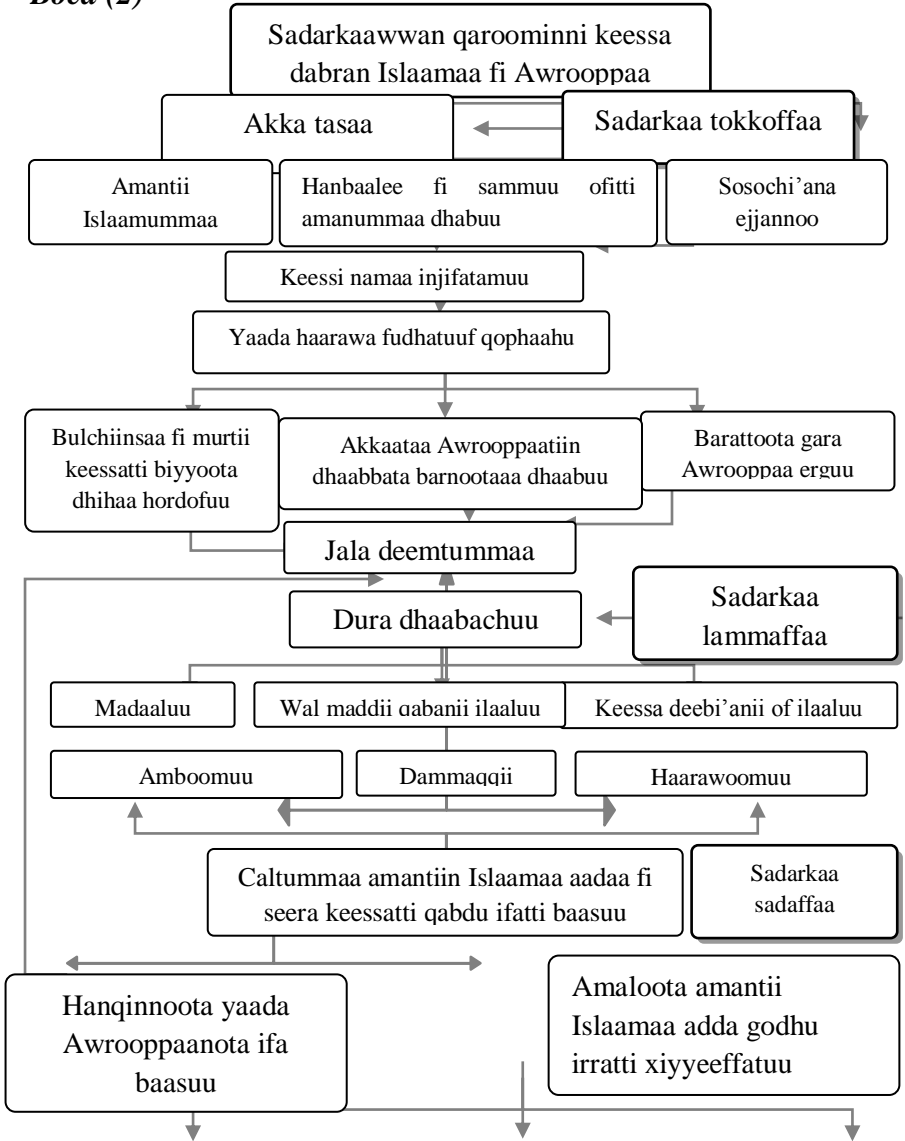 Boca (2)
Sadarkaawwan qaroominni keessa
dabran Islaamaa fi Awrooppaa
Akka tasaa
Sadarkaa tokkoffaa
Amantii
Islaamummaa
Hanbaalee fi sammuu ofitti
amanummaa dhabuu
Sosochi’ana
ejjannoo
Keessi namaa injifatamuu
Yaada haarawa fudhatuuf qophaahu
Bulchiinsaa fi murtii
keessatti biyyoota
dhihaa hordofuu
Akkaataa Awrooppaatiin
dhaabbata barnootaaa dhaabuu
Barattoota gara
Awrooppaa erguu
Jala deemtummaa
Dura dhaabachuu
Sadarkaa
lammaffaa
Madaaluu
Wal maddii qabanii ilaaluu
Keessa deebi’anii of ilaaluu
Amboomuu
Dammaqqii
Haarawoomuu
Caltummaa amantiin Islaamaa aadaa fi
seera keessatti qabdu ifatti baasuu
Sadarkaa
sadaffaa
Hanqinnoota yaada
Awrooppaanota ifa
baasuu
Amaloota amantii
Islaamaa adda godhu
irratti xiyyeeffatuu